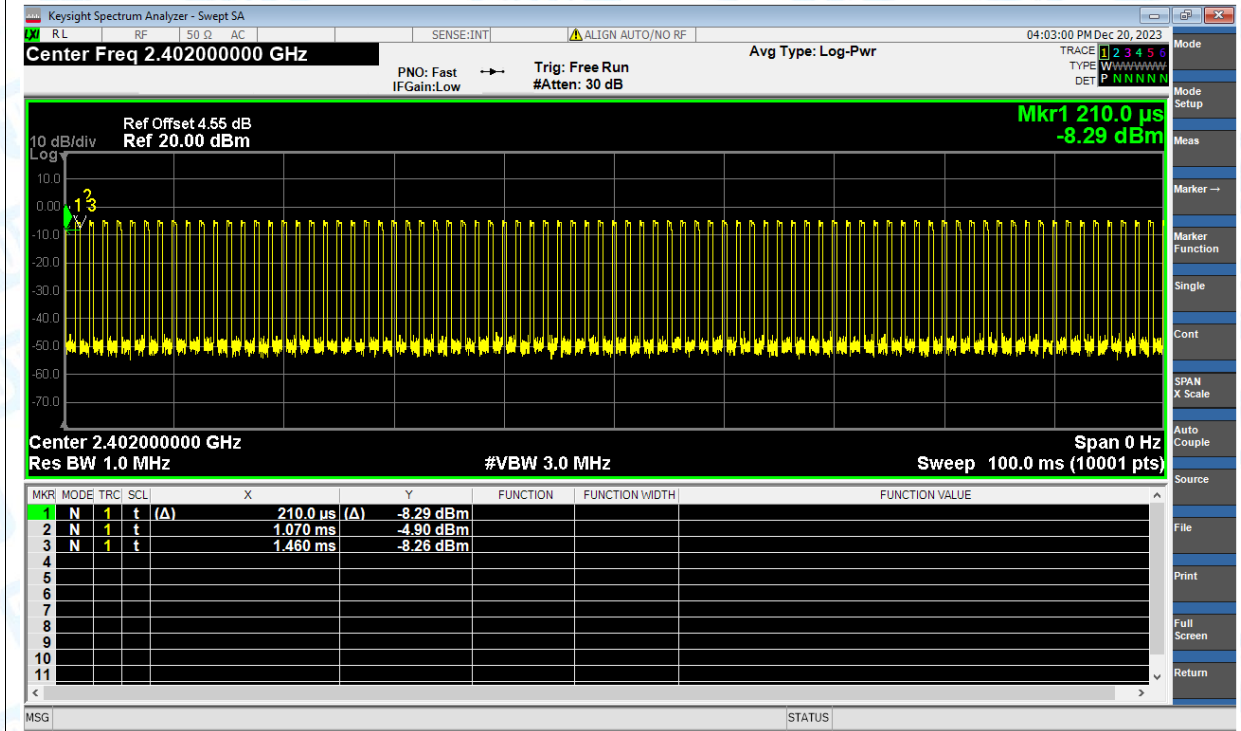 Keysight Spectrum Analyzer - Swept SA
LXI RL RF 50 Ω AC SENSE:INT ALIGN AUTO/NO RF 04:03:00 PM Dec 20, 2023
Center Freq 2.402000000 GHz
Avg Type: Log-Pwr
TRACE 1 2 3 4 5 6
TYPE WWWWWW
DET P N N N N N
PNO: Fast
IFGain:Low
Trig: Free Run
#Atten: 30 dB
Mkr1 210.0 µs
-8.29 dBm
Ref Offset 4.55 dB
10 dB/div Ref 20.00 dBm
Log
10.0
0.00
-10.0
-20.0
-30.0
-40.0
-50.0
-60.0
-70.0
1 2 3
Center 2.402000000 GHz Span 0 Hz
Res BW 1.0 MHz #VBW 3.0 MHz Sweep 100.0 ms (10001 pts)
MKR MODE TRC SCL X Y FUNCTION FUNCTION WIDTH FUNCTION VALUE
1 N 1 t (Δ) 210.0 µs (Δ) -8.29 dBm
2 N 1 t 1.070 ms -4.90 dBm
3 N 1 t 1.460 ms -8.26 dBm
4
5
6
7
8
9
10
11
MSG STATUS
Mode
Mode
Setup
Meas
Marker→
Marker
Function
Single
Cont
SPAN
X Scale
Auto
Couple
Source
File
Print
Full
Screen
Return